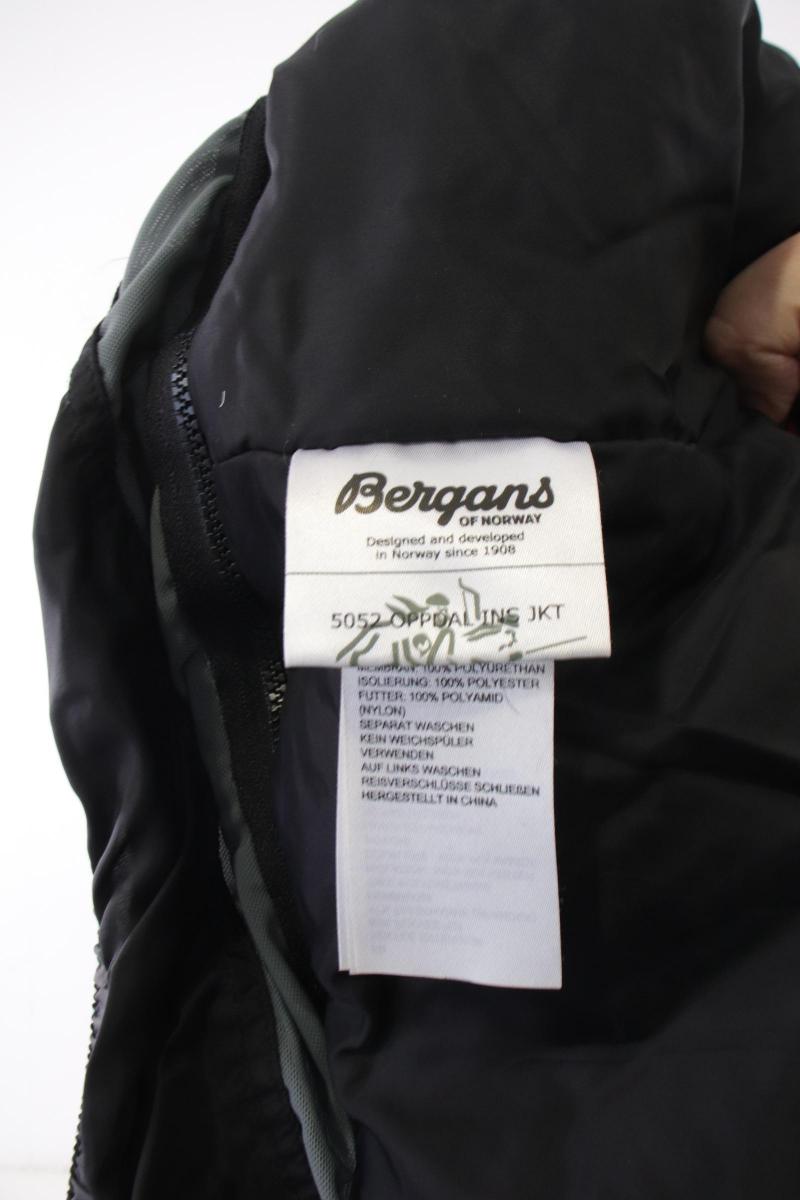 Bergans
OF NORWAY
Designed and developed
in Norway since 1908
5052 OPPDAL INS JKT
MEMBRAN: 100% POLYURETHAN
ISOLIERUNG: 100% POLYESTER
FUTTER: 100% POLYAMID
(NYLON)
SEPARAT WASCHEN
KEIN WEICHSPÜLER
VERWENDEN
AUF LINKS WASCHEN
REIßVERSCHLÜSSE SCHLIEßEN
HERGESTELLT IN CHINA